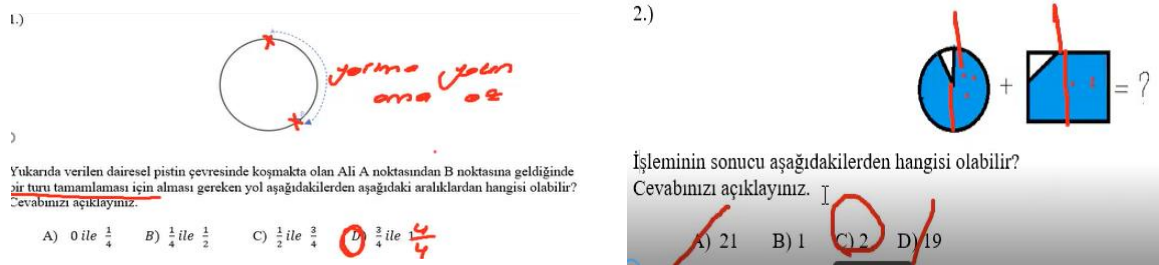 1.)
yarıma yakın
ama az
Yukarıda verilen dairesel pistin çevresinde koşmakta olan Ali A noktasından B noktasına geldiğinde
bir turu tamamlaması için alması gereken yol aşağıdakilerden aşağıdaki aralıklardan hangisi olabilir?
Cevabınızı açıklayınız.
A) 0 ile 1/4 B) 1/4 ile 1/2 C) 1/2 ile 3/4 D) 3/4 ile 1 4/4
2.)
+ = ?
İşleminin sonucu aşağıdakilerden hangisi olabilir?
Cevabınızı açıklayınız.
A) 21 B) 1 C) 2 D) 19